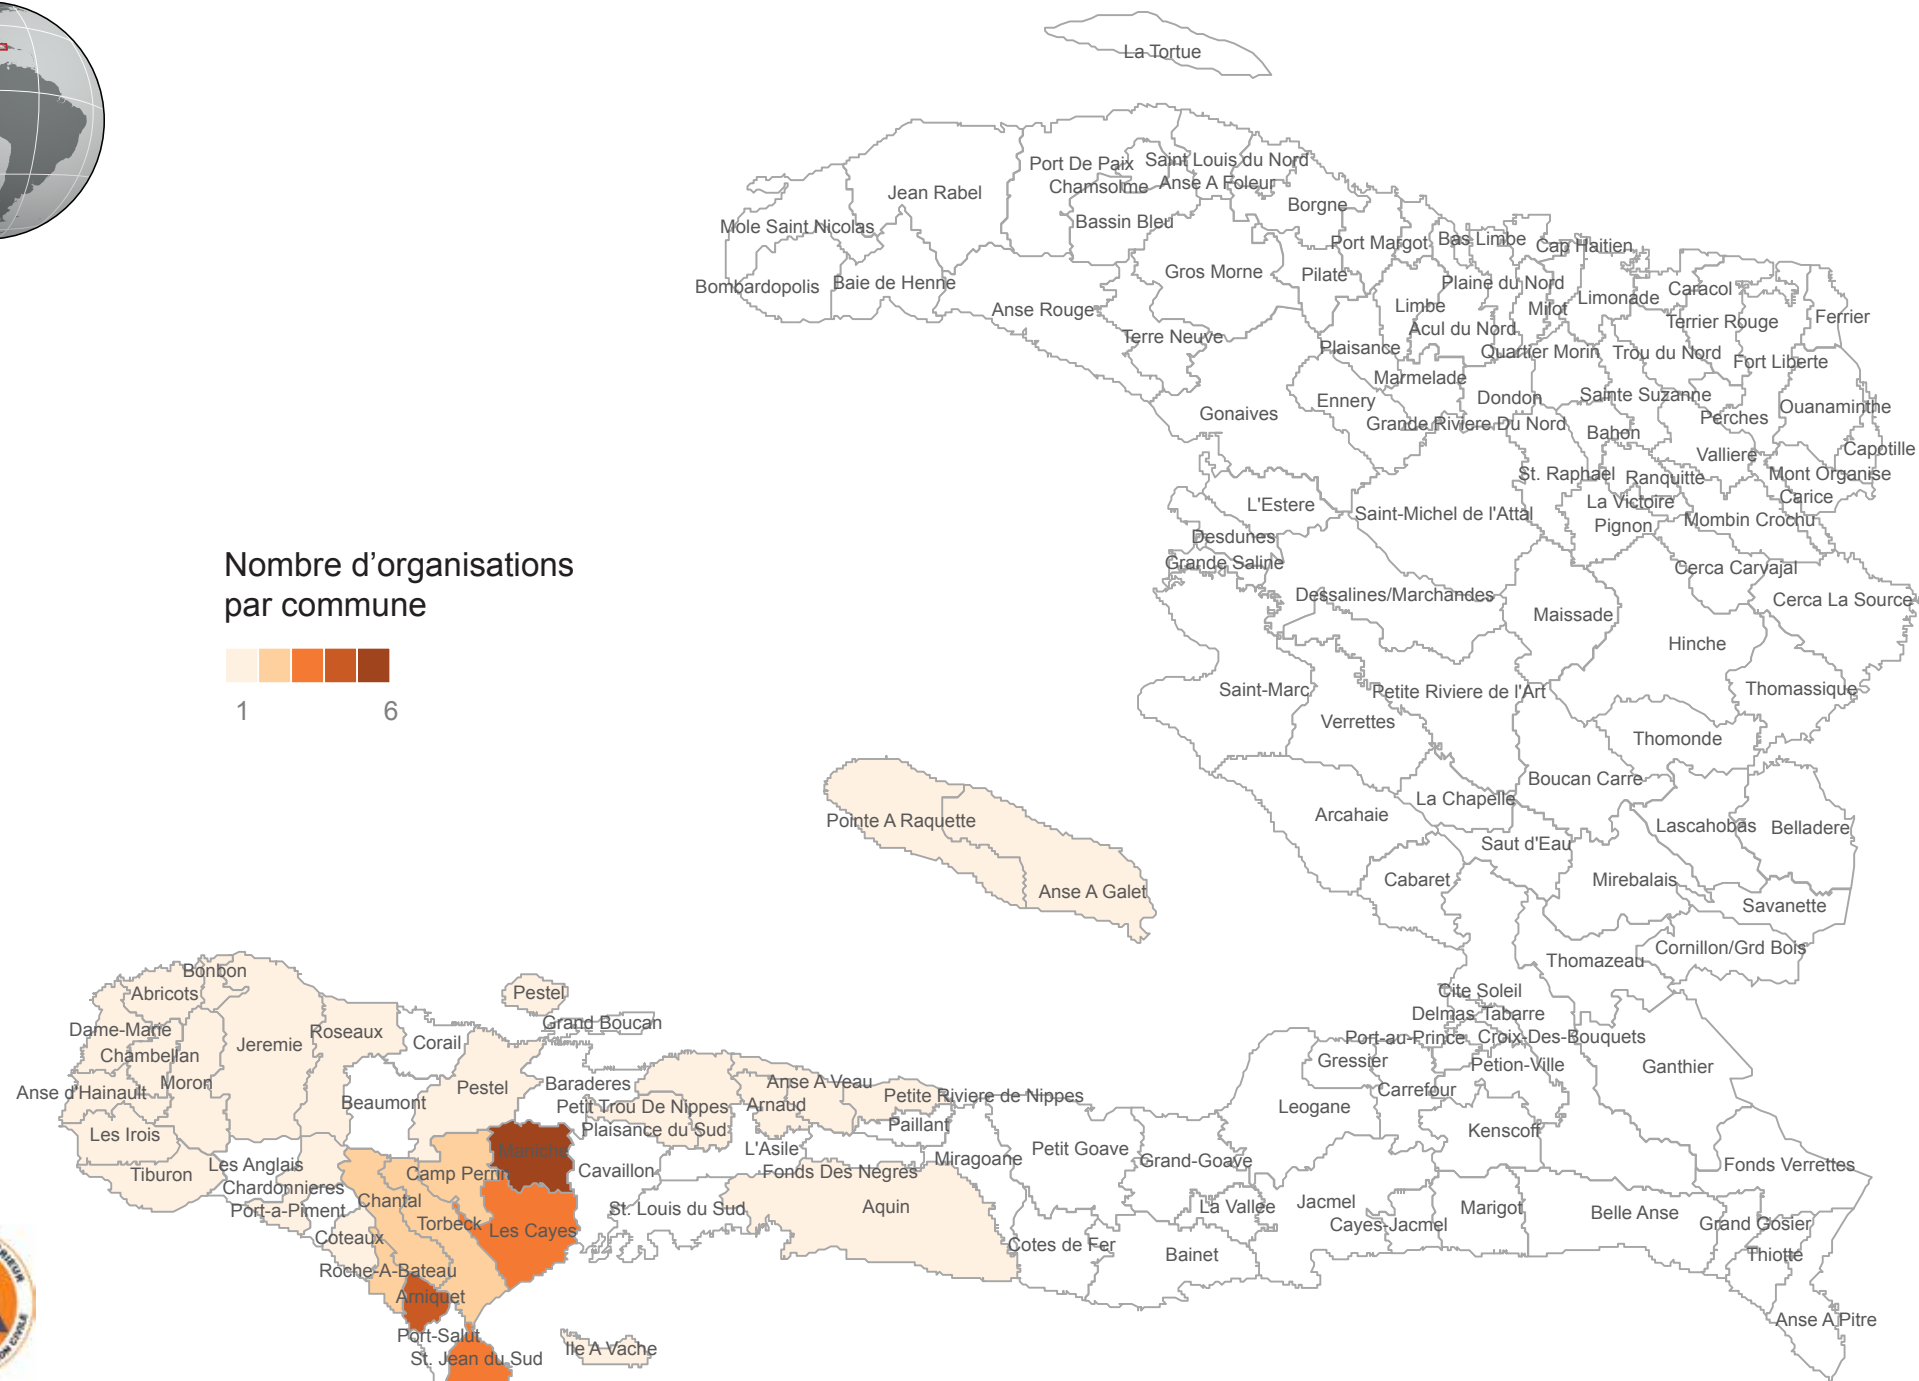 La Tortue
Port De Paix
Saint Louis du Nord
Jean Rabel
Chamsolme
Anse A Foleur
Borgne
Mole Saint Nicolas
Bassin Bleu
Port Margot
Bas Limbe
Cap Haitien
Bombardopolis
Baie de Henne
Gros Morne
Pilate
Plaine du Nord
Limonade
Caracol
Anse Rouge
Limbe
Milot
Terrier Rouge
Ferrier
Terre Neuve
Acul du Nord
Plaisance
Quartier Morin
Trou du Nord
Fort Liberte
Marmelade
Ennery
Dondon
Sainte Suzanne
Gonaives
Grande Riviere Du Nord
Perches
Ouanaminthe
Bahon
Valliere
Capotille
St. Raphael
Ranquitte
Mont Organise
L'Estere
La Victoire
Carice
Saint-Michel de l'Attal
Pignon
Mombin Crochu
Desdunes
Grande Saline
Cerca Carvajal
Nombre d'organisations
par commune
1
6
Dessalines/Marchandes
Maissade
Cerca La Source
Hinche
Saint-Marc
Petite Riviere de l'Art
Thomassique
Verrettes
Thomonde
Boucan Carre
La Chapelle
Pointe A Raquette
Arcahaie
Lascahobas
Belladere
Saut d'Eau
Anse A Galet
Cabaret
Mirebalais
Savanette
Cornillon/Grd Bois
Thomazeau
Bonbon
Abricots
Pestel
Cite Soleil
Delmas
Tabarre
Dame-Marie
Roseaux
Grand Boucan
Jeremie
Corail
Port-au-Prince
Croix-Des-Bouquets
Chambellan
Gressier
Petion-Ville
Ganthier
Anse d'Hainault
Moron
Pestel
Baraderes
Anse A Veau
Petite Riviere de Nippes
Carrefour
Beaumont
Petit Trou De Nippes
Arnaud
Leogane
Les Irois
Plaisance du Sud
Paillant
Kenscoff
Maniche
L'Asile
Petit Goave
Tiburon
Les Anglais
Camp Perrin
Cavaillon
Fonds Des Negres
Miragoane
Grand-Goave
Fonds Verrettes
Chardonnieres
Chantal
Port-a-Piment
St. Louis du Sud
Aquin
La Vallee
Jacmel
Marigot
Belle Anse
Torbeck
Les Cayes
Cayes-Jacmel
Grand Gosier
Coteaux
Cotes de Fer
Bainet
Thiotte
Roche-A-Bateau
Arniquet
Anse A Pitre
Port-Salut
St. Jean du Sud
Ile A Vache